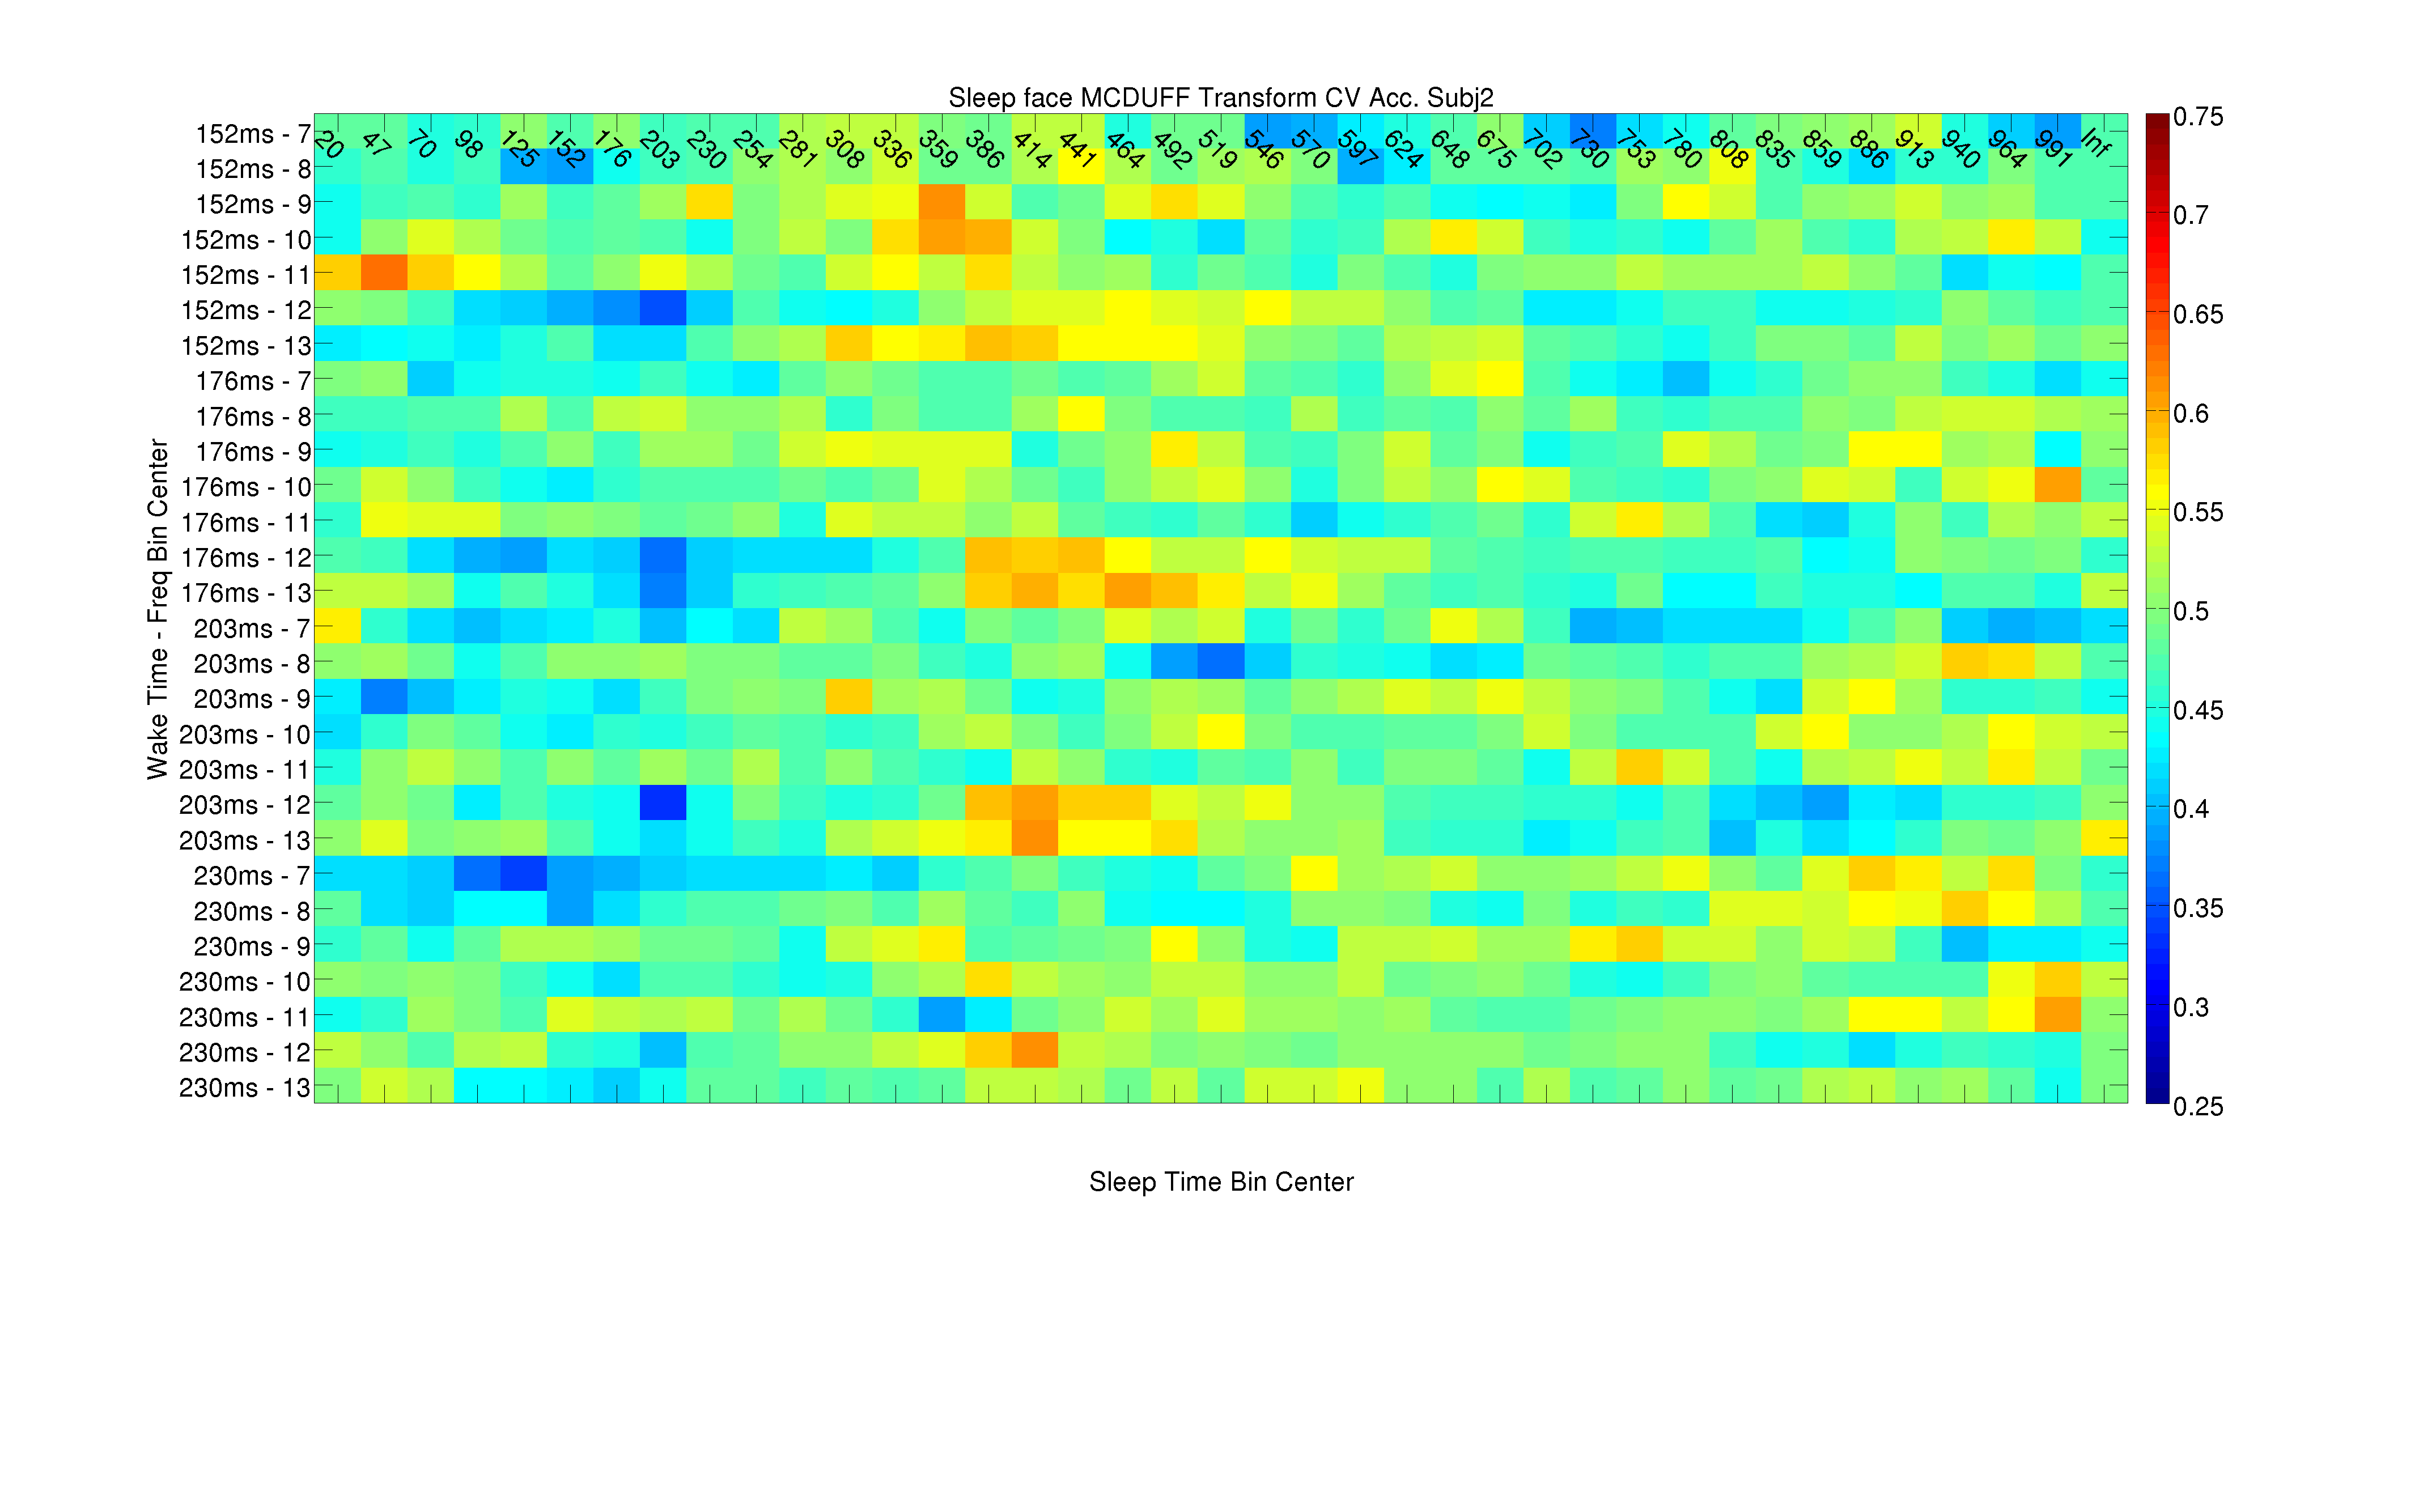 Sleep face MCDUFF Transform CV Acc. Subj2
152ms - 7
152ms - 8
152ms - 9
152ms - 10
152ms - 11
152ms - 12
152ms - 13
176ms - 7
176ms - 8
176ms - 9
176ms - 10
176ms - 11
176ms - 12
176ms - 13
203ms - 7
203ms - 8
203ms - 9
203ms - 10
203ms - 11
203ms - 12
203ms - 13
230ms - 7
230ms - 8
230ms - 9
230ms - 10
230ms - 11
230ms - 12
230ms - 13
Wake Time - Freq Bin Center
20 47 70 98 125 152 176 203 230 254 281 308 336 359 386 414 441 464 492 519 546 570 597 624 648 675 702 730 753 780 808 835 859 886 913 940 964 991 Inf
0.75
0.7
0.65
0.6
0.55
0.5
0.45
0.4
0.35
0.3
0.25
Sleep Time Bin Center